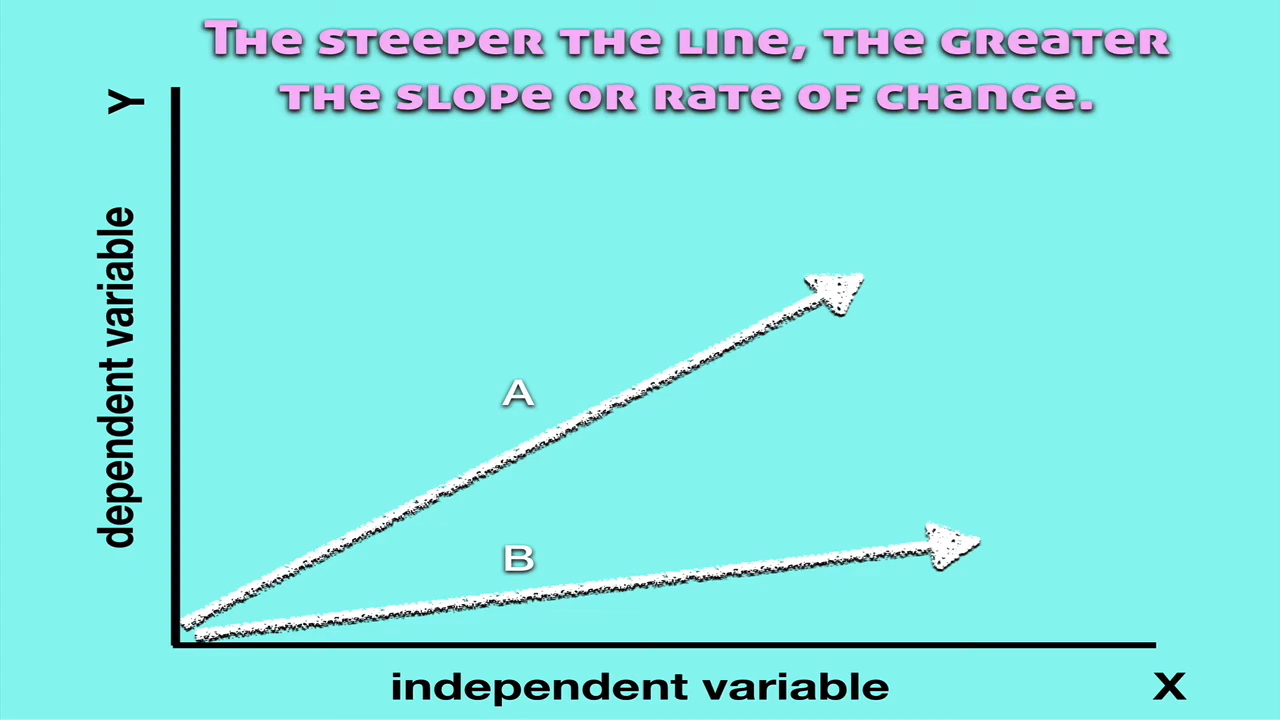 The steeper the line, the greater
the slope or rate of change.
Y
dependent variable
A
B
independent variable
X